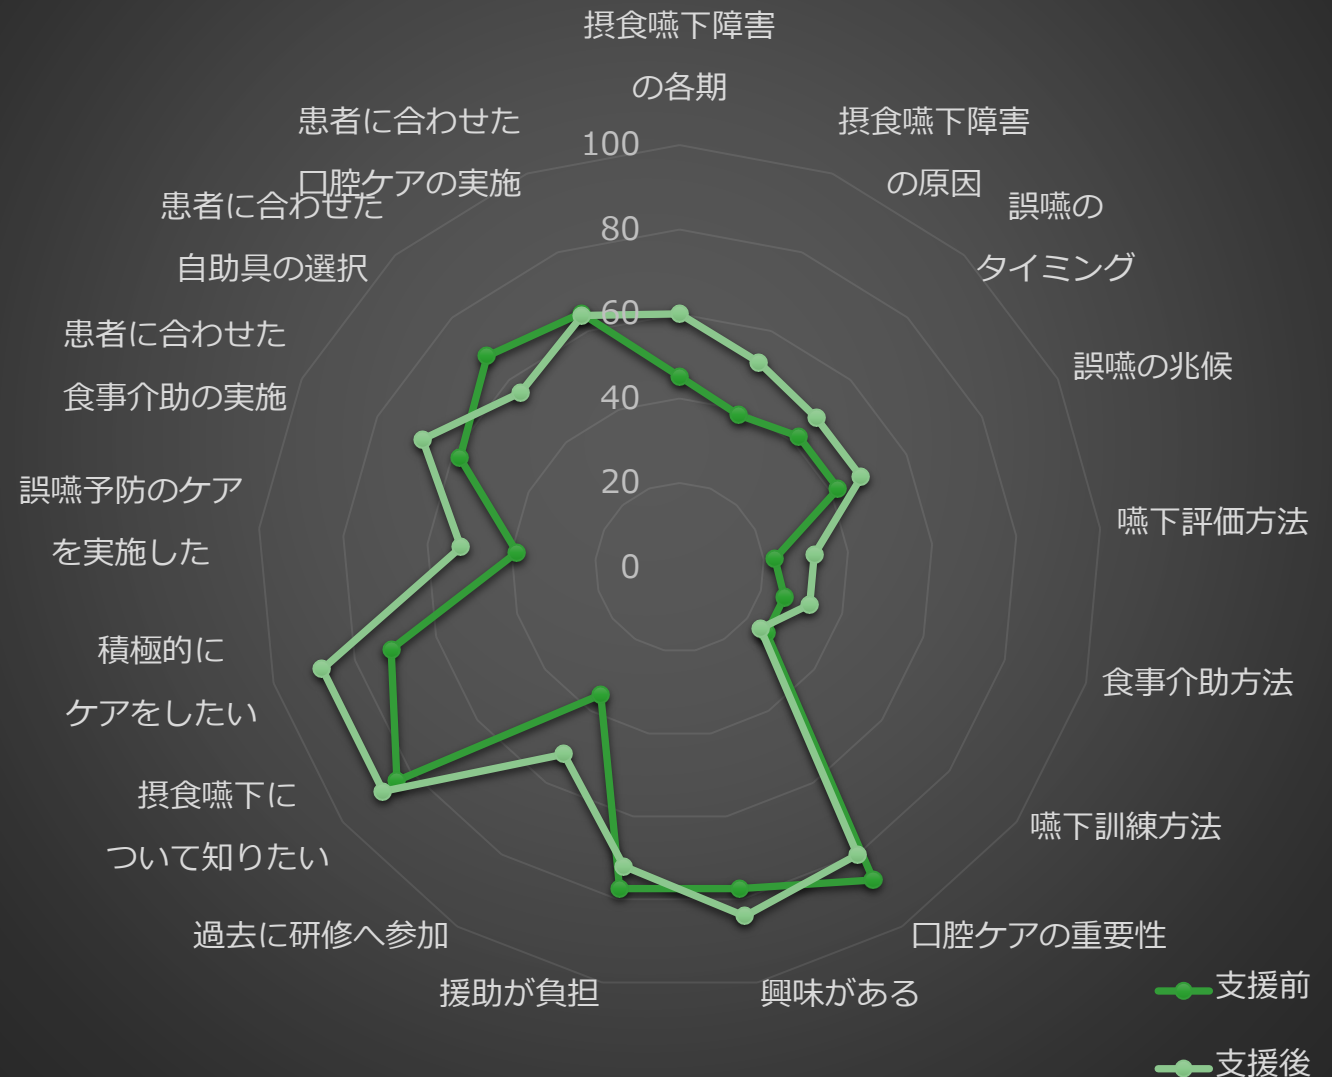 摂食嚥下障害
の各期
摂食嚥下障害
の原因
誤嚥の
タイミング
誤嚥の兆候
嚥下評価方法
食事介助方法
嚥下訓練方法
口腔ケアの重要性
興味がある
援助が負担
過去に研修へ参加
摂食嚥下に
ついて知りたい
積極的に
ケアをしたい
誤嚥予防のケア
を実施した
患者に合わせた
食事介助の実施
患者に合わせた
自助具の選択
患者に合わせた
口腔ケアの実施
100
80
60
40
20
0
支援前
支援後